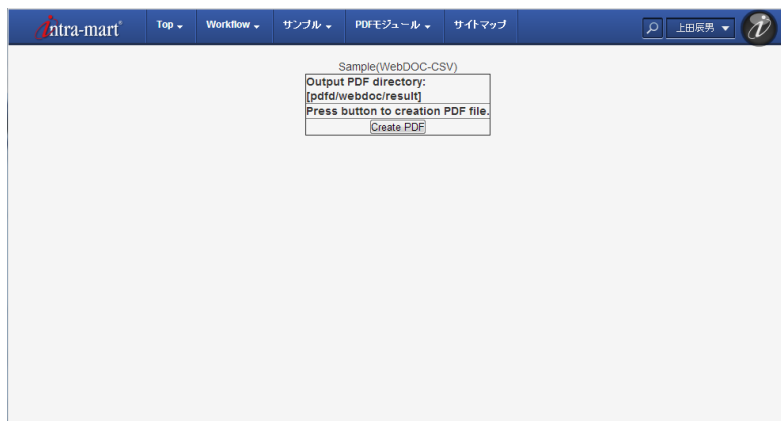 intra-mart®
Top
Workflow
サンプル
PDFモジュール
サイトマップ
上田辰男
Sample(WebDOC-CSV)
Output PDF directory:
[pdfd/webdoc/result]
Press button to creation PDF file.
Create PDF